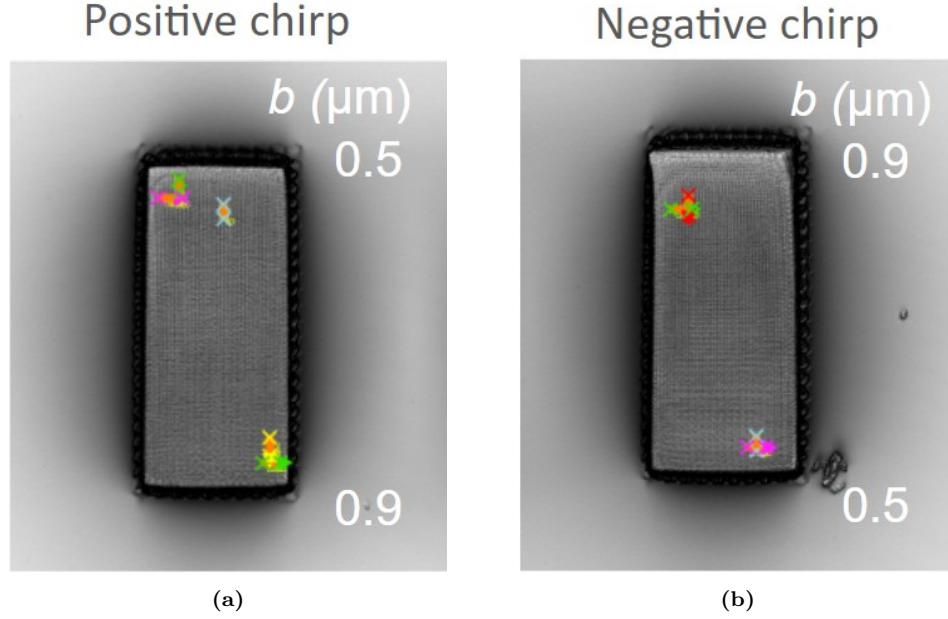 Positive chirp
b (μm)
0.5
0.9
(a)
Negative chirp
b (μm)
0.9
0.5
(b)